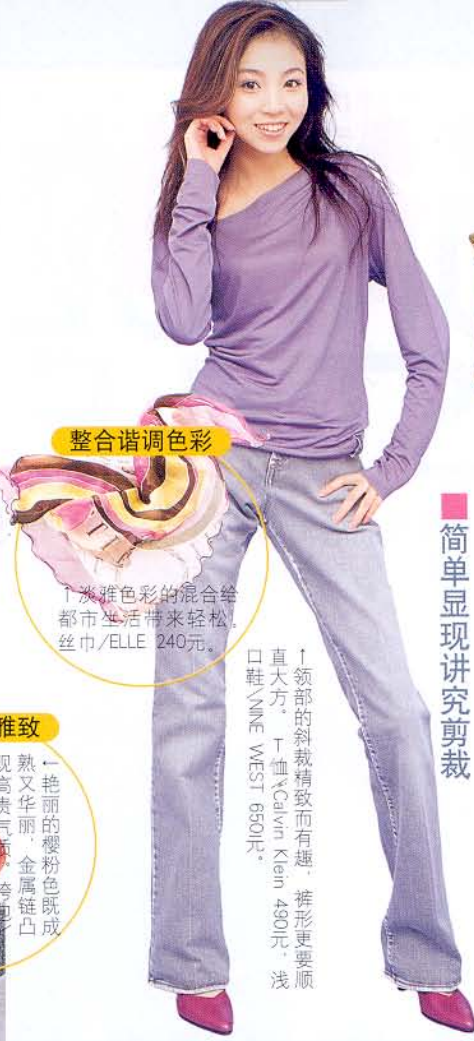 整合谐调色彩
↑淡雅色彩的混合给
都市生活带来轻松。
丝巾/ELLE 240元。
简单显现讲究剪裁
↑领部的斜裁精致而有趣，裤形更要顺
直大方。 T恤\Calvin Klein 490元，浅
口鞋\NINE WEST 650元。
雅致
←艳丽的樱粉色既成
熟又华丽，金属链凸
现高贵气质。挎包/